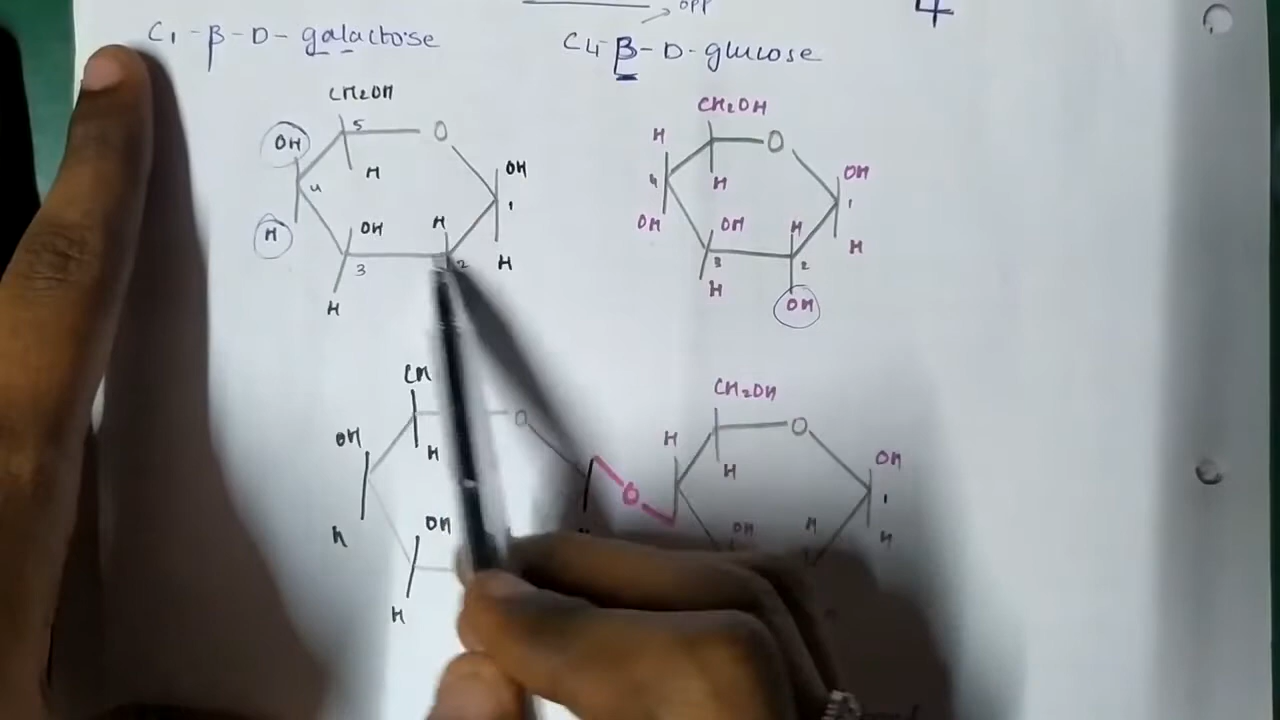 OPP
4
C1 - β - D - galactose
C4 β - D - glucose
CH2OH
CH2OH
OH 5 O
H O
H OH
H OH
4 1
4 H 1
H OH H
OH OH H H
3 2 H
3 2
H
H OH
CH
CH2OH
OH O
H O
H OH
H
O 1
OH
H OH H H
H